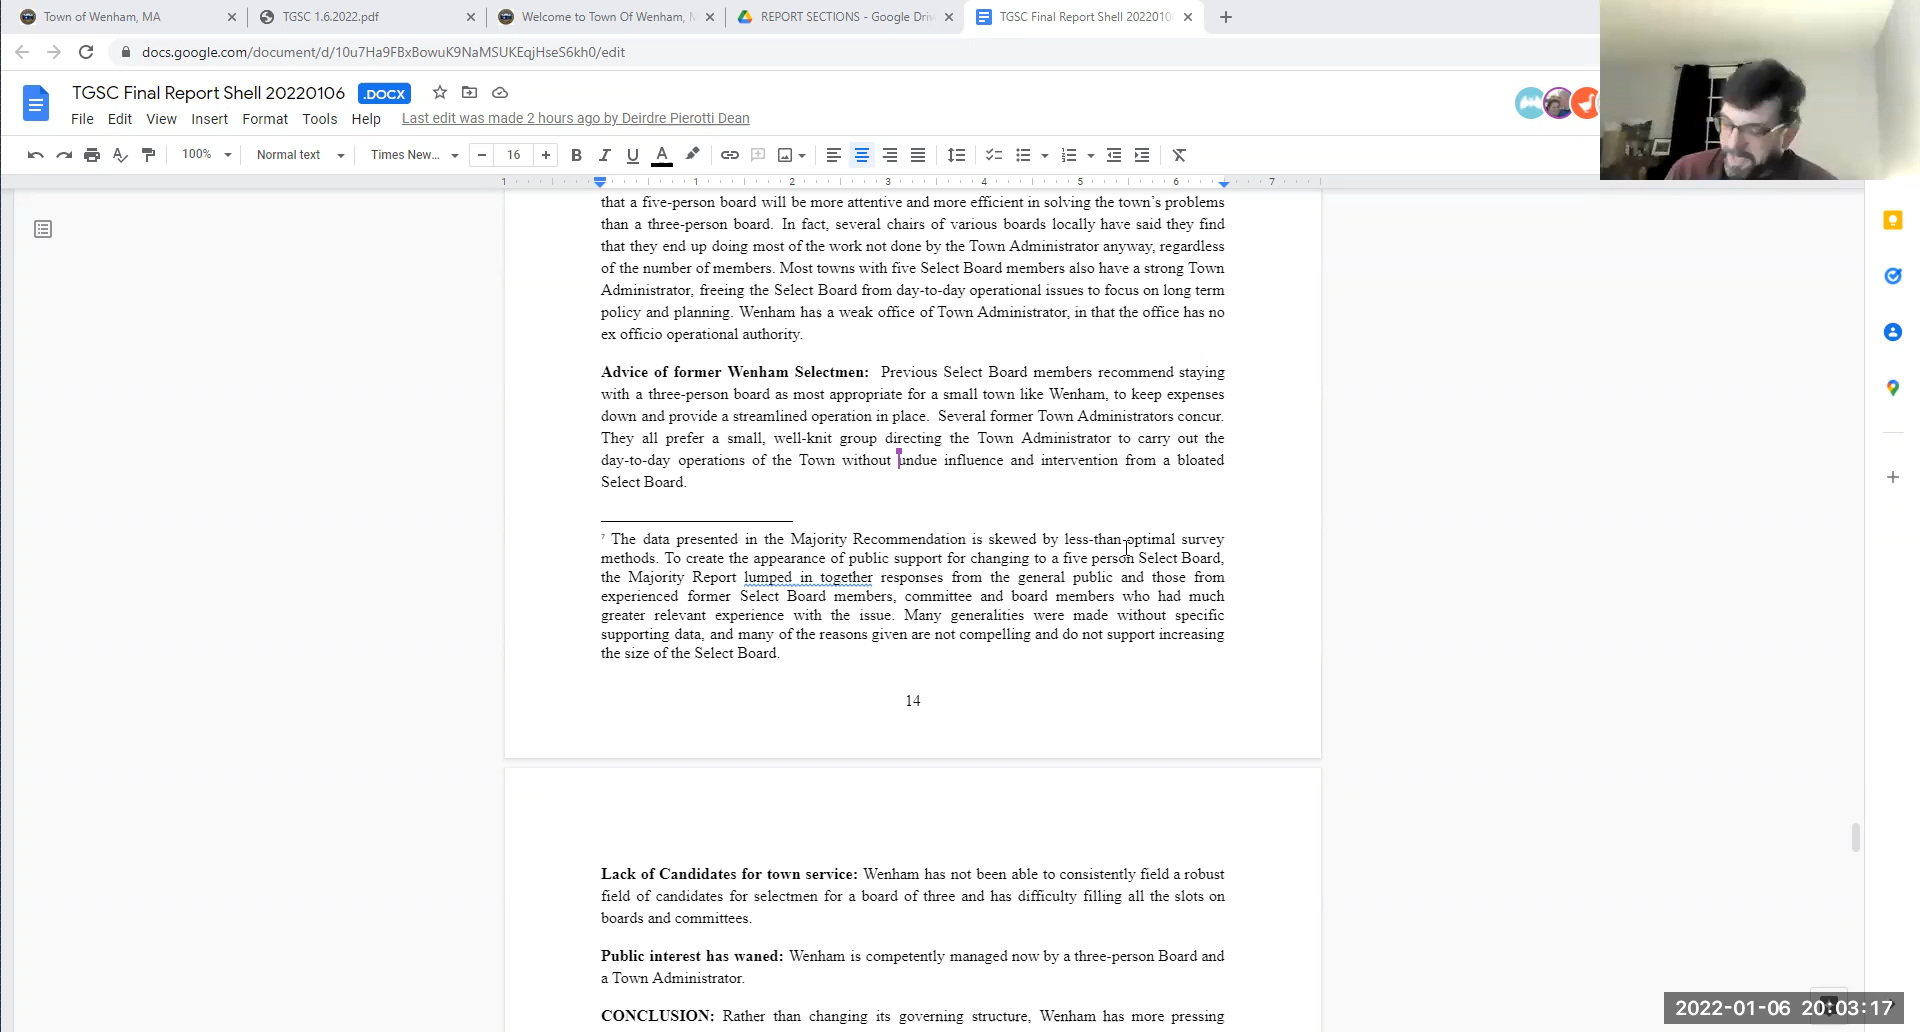 Town of Wenham, MA
TGSC 1.6.2022.pdf
Welcome to Town Of Wenham,
REPORT SECTIONS - Google Driv
TGSC Final Report Shell 2022010
docs.google.com/document/d/10u7Ha9FBxBowuK9NaMSUKEqjHseS6kh0/edit
TGSC Final Report Shell 20220106
.DOCX
File Edit View Insert Format Tools Help
Last edit was made 2 hours ago by Deirdre Pierotti Dean
100% Normal text Times New... 16
1 1 2 3 4 5 6 7
that a five-person board will be more attentive and more efficient in solving the town's problems
than a three-person board. In fact, several chairs of various boards locally have said they find
that they end up doing most of the work not done by the Town Administrator anyway, regardless
of the number of members. Most towns with five Select Board members also have a strong Town
Administrator, freeing the Select Board from day-to-day operational issues to focus on long term
policy and planning. Wenham has a weak office of Town Administrator, in that the office has no
ex officio operational authority.
Advice of former Wenham Selectmen: Previous Select Board members recommend staying
with a three-person board as most appropriate for a small town like Wenham, to keep expenses
down and provide a streamlined operation in place. Several former Town Administrators concur.
They all prefer a small, well-knit group directing the Town Administrator to carry out the
day-to-day operations of the Town without undue influence and intervention from a bloated
Select Board.
7 The data presented in the Majority Recommendation is skewed by less-than-optimal survey
methods. To create the appearance of public support for changing to a five person Select Board,
the Majority Report lumped in together responses from the general public and those from
experienced former Select Board members, committee and board members who had much
greater relevant experience with the issue. Many generalities were made without specific
supporting data, and many of the reasons given are not compelling and do not support increasing
the size of the Select Board.
14
Lack of Candidates for town service: Wenham has not been able to consistently field a robust
field of candidates for selectmen for a board of three and has difficulty filling all the slots on
boards and committees.
Public interest has waned: Wenham is competently managed now by a three-person Board and
a Town Administrator.
CONCLUSION: Rather than changing its governing structure, Wenham has more pressing
2022-01-06 20:03:17